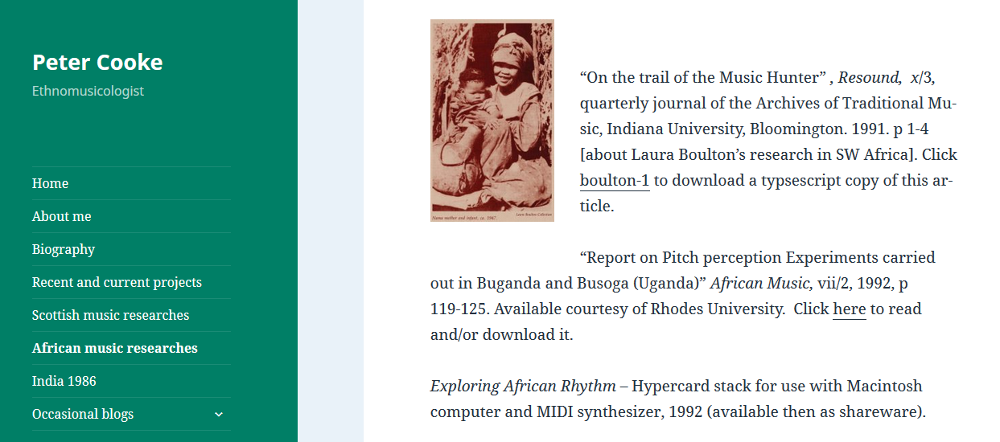 Peter Cooke
Ethnomusicologist
Home
About me
Biography
Recent and current projects
Scottish music researches
African music researches
India 1986
Occasional blogs
Nama mother and infant, ca. 1947.
Laura Boulton Collection
“On the trail of the Music Hunter” , Resound,  x/3,
quarterly journal of the Archives of Traditional Mu-
sic, Indiana University, Bloomington. 1991. p 1-4
[about Laura Boulton’s research in SW Africa]. Click
boulton-1 to download a typsescript copy of this ar-
ticle.
“Report on Pitch perception Experiments carried
out in Buganda and Busoga (Uganda)” African Music, vii/2, 1992, p
119-125. Available courtesy of Rhodes University.  Click here to read
and/or download it.
Exploring African Rhythm – Hypercard stack for use with Macintosh
computer and MIDI synthesizer, 1992 (available then as shareware).